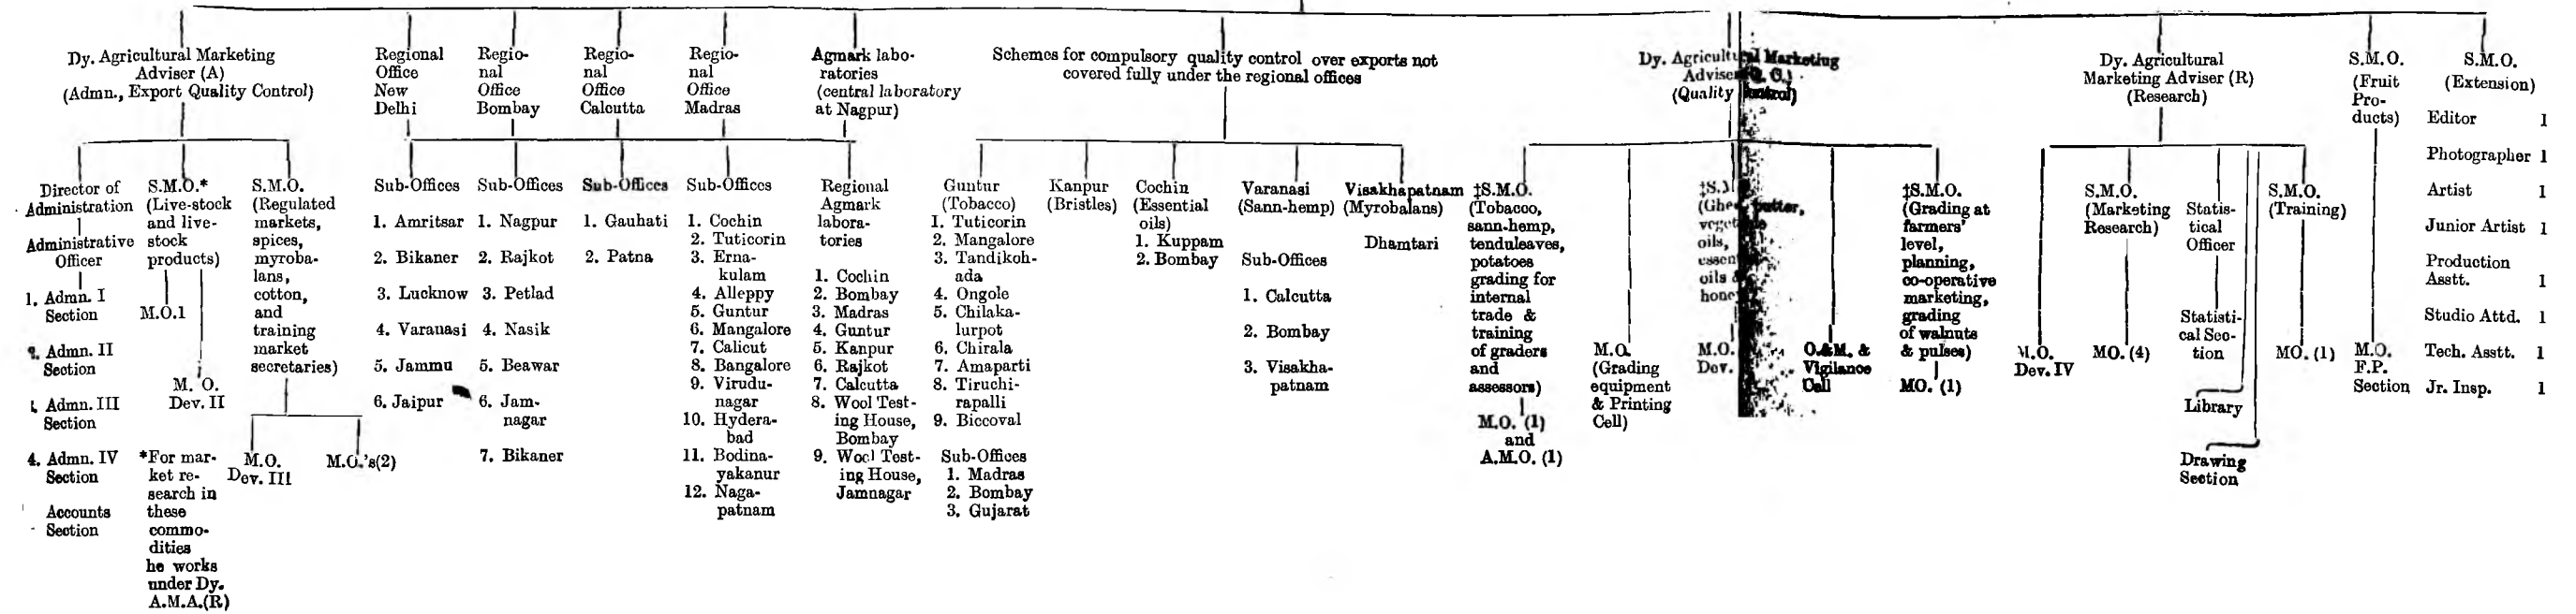 Dy. Agricultural Marketing
Adviser (A)
(Admn., Export Quality Control)
Director of
Administration
Administrative
Officer
1. Admn. I
Section
Admn. II
Section
Admn. III
Section
4. Admn. IV
Section
Accounts
Section
S.M.O.*
(Live-stock
and live-
stock
products)
M.O.1
M. O.
Dev. II
*For mar-
ket re-
search in
these
commo-
dities
he works
under Dy.
A.M.A.(R)
S.M.O.
(Regulated
markets,
spices,
myroba-
lans,
cotton,
and
training
market
secretaries)
M.O.
Dev. III
M.O.'s(2)
Regional
Office
New
Delhi
Sub-Offices
1. Amritsar
2. Bikaner
3. Lucknow
4. Varanasi
5. Jammu
6. Jaipur
Regio-
nal
Office
Bombay
Sub-Offices
1. Nagpur
2. Rajkot
3. Petlad
4. Nasik
5. Beawar
6. Jam-
nagar
7. Bikaner
Regio-
nal
Office
Calcutta
Sub-Offices
1. Gauhati
2. Patna
Regio-
nal
Office
Madras
Sub-Offices
1. Cochin
2. Tuticorin
3. Erna-
kulam
4. Alleppy
5. Guntur
6. Mangalore
7. Calicut
8. Bangalore
9. Virudu-
nagar
10. Hydera-
bad
11. Bodina-
yakanur
12. Naga-
patnam
Agmark labo-
ratories
(central laboratory
at Nagpur)
Regional
Agmark
labora-
tories
1. Cochin
2. Bombay
3. Madras
4. Guntur
5. Kanpur
6. Rajkot
7. Calcutta
8. Wool Test-
ing House,
Bombay
9. Wool Test-
ing House,
Jamnagar
Schemes for compulsory quality control over exports not
covered fully under the regional offices
Guntur
(Tobacco)
1. Tuticorin
2. Mangalore
3. Tandikoh-
ada
4. Ongole
5. Chilaka-
lurpot
6. Chirala
7. Amaparti
8. Tiruchi-
rapalli
9. Biccoval
Sub-Offices
1. Madras
2. Bombay
3. Gujarat
Kanpur
(Bristles)
Cochin
(Essential
oils)
1. Kuppam
2. Bombay
Varanasi
(Sann-hemp)
Sub-Offices
1. Calcutta
2. Bombay
3. Visakha-
patnam
Visakhapatnam
(Myrobalans)
Dhamtari
Dy. Agricultural Marketing
Adviser (Q. C.)
(Quality Control)
‡S.M.O.
(Tobacco,
sann-hemp,
tenduleaves,
potatoes
grading for
internal
trade &
training
of graders
and
assessors)
M.O. (1)
and
A.M.O. (1)
M.O.
(Grading
equipment
& Printing
Cell)
(Ghee, butter,
oils,
oils
M.O.
Dev.
O.&M. &
Vigilance
Cell
‡S.M.O.
(Grading at
farmers'
level,
planning,
co-operative
marketing,
grading
of walnuts
& pulses)
MO. (1)
Dy. Agricultural
Marketing Adviser (R)
(Research)
M.O.
Dev. IV
S.M.O.
(Marketing
Research)
MO. (4)
Statis-
tical
Officer
Statisti-
cal Sec-
tion
Library
Drawing
Section
S.M.O.
(Training)
MO. (1)
S.M.O.
(Fruit
Pro-
ducts)
M.O.
F.P.
Section
S.M.O.
(Extension)
Editor 1
Photographer 1
Artist 1
Junior Artist 1
Production
Asstt. 1
Studio Attd. 1
Tech. Asstt. 1
Jr. Insp. 1